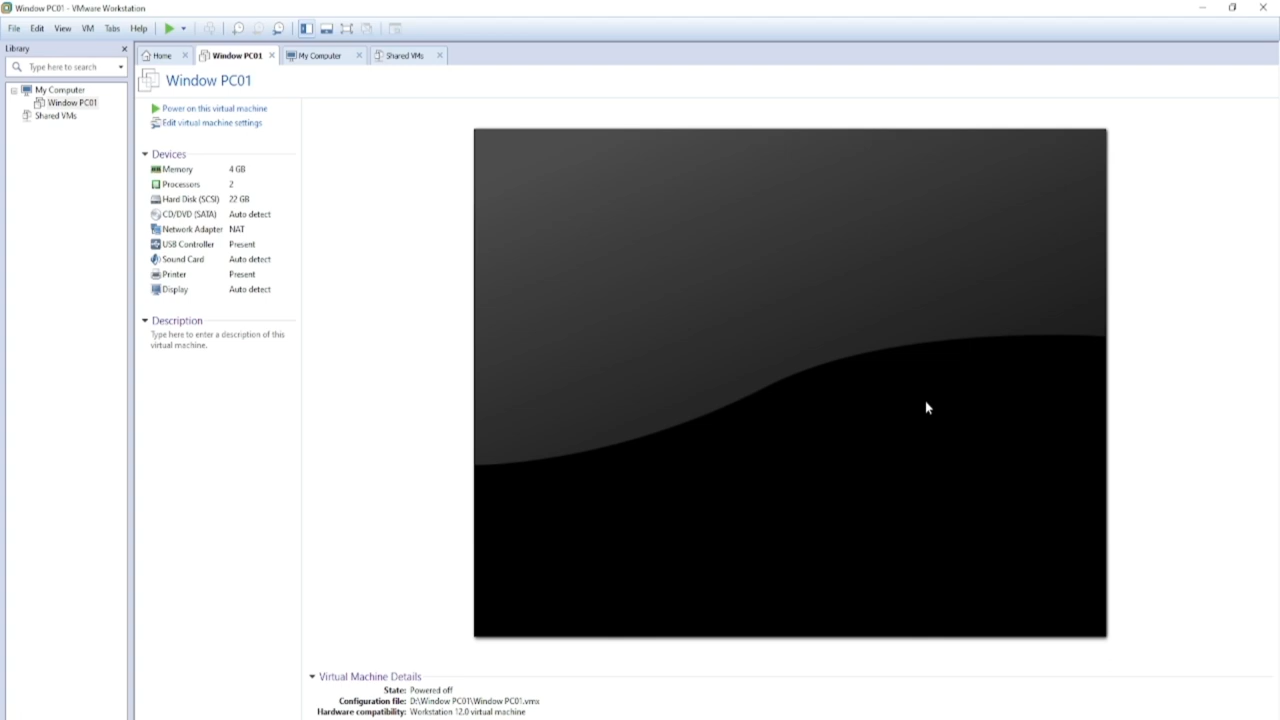 Window PC01 - VMware Workstation
File Edit View VM Tabs Help
Library
Type here to search
My Computer
Window PC01
Shared VMs
Home Window PC01 My Computer Shared VMs
Window PC01
Power on this virtual machine
Edit virtual machine settings
Devices
Memory 4 GB
Processors 2
Hard Disk (SCSI) 22 GB
CD/DVD (SATA) Auto detect
Network Adapter NAT
USB Controller Present
Sound Card Auto detect
Printer Present
Display Auto detect
Description
Type here to enter a description of this
virtual machine.
Virtual Machine Details
State: Powered off
Configuration file: D:\Window PC01\Window PC01.vmx
Hardware compatibility: Workstation 12.0 virtual machine